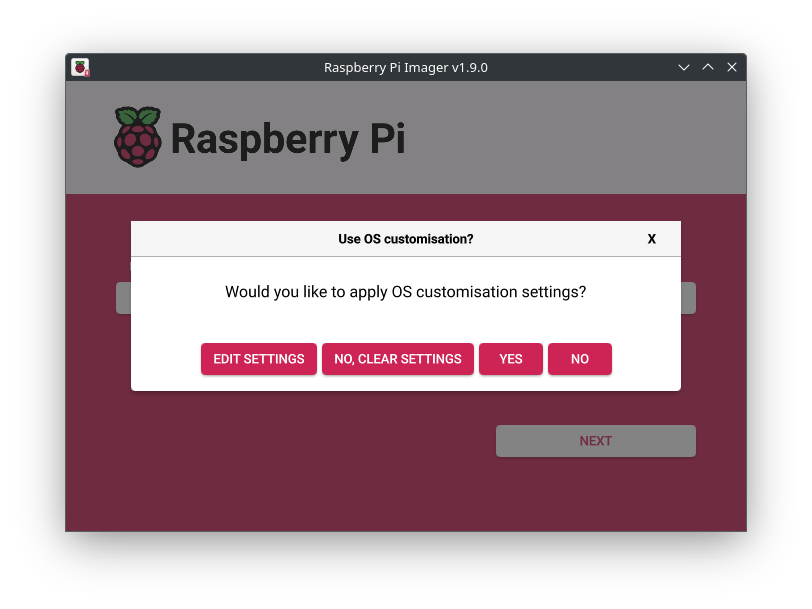 Raspberry Pi Imager v1.9.0
Raspberry Pi
Use OS customisation?
X
Would you like to apply OS customisation settings?
EDIT SETTINGS
NO, CLEAR SETTINGS
YES
NO
NEXT